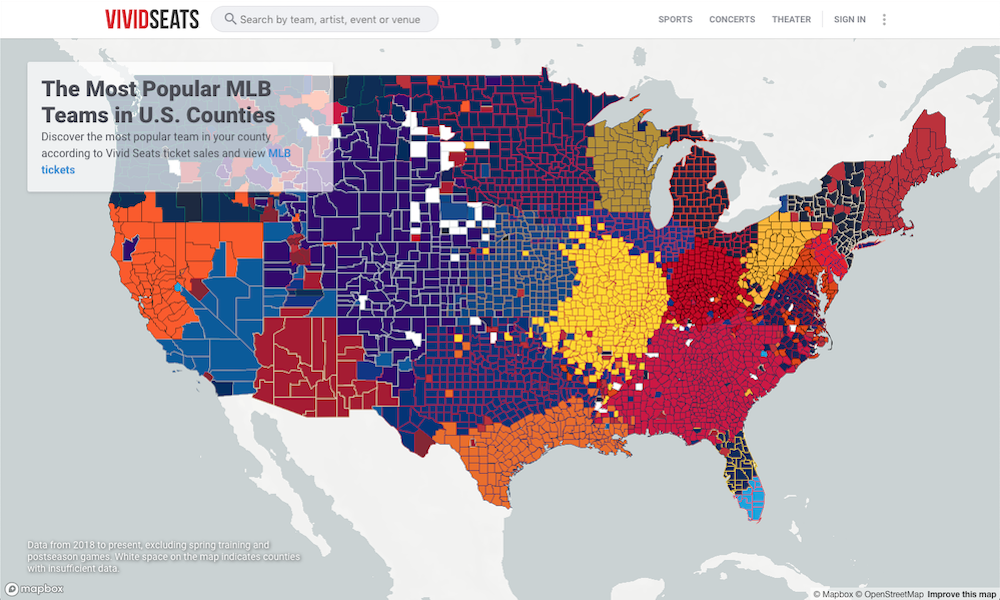 VIVIDSEATS
Search by team, artist, event or venue
SPORTS
CONCERTS
THEATER
SIGN IN
The Most Popular MLB
Teams in U.S. Counties
Discover the most popular team in your county
according to Vivid Seats ticket sales and view MLB
tickets
Data from 2018 to present, excluding spring training and
postseason games. White space on the map indicates counties
with insufficient data.
mapbox
© Mapbox © OpenStreetMap Improve this map